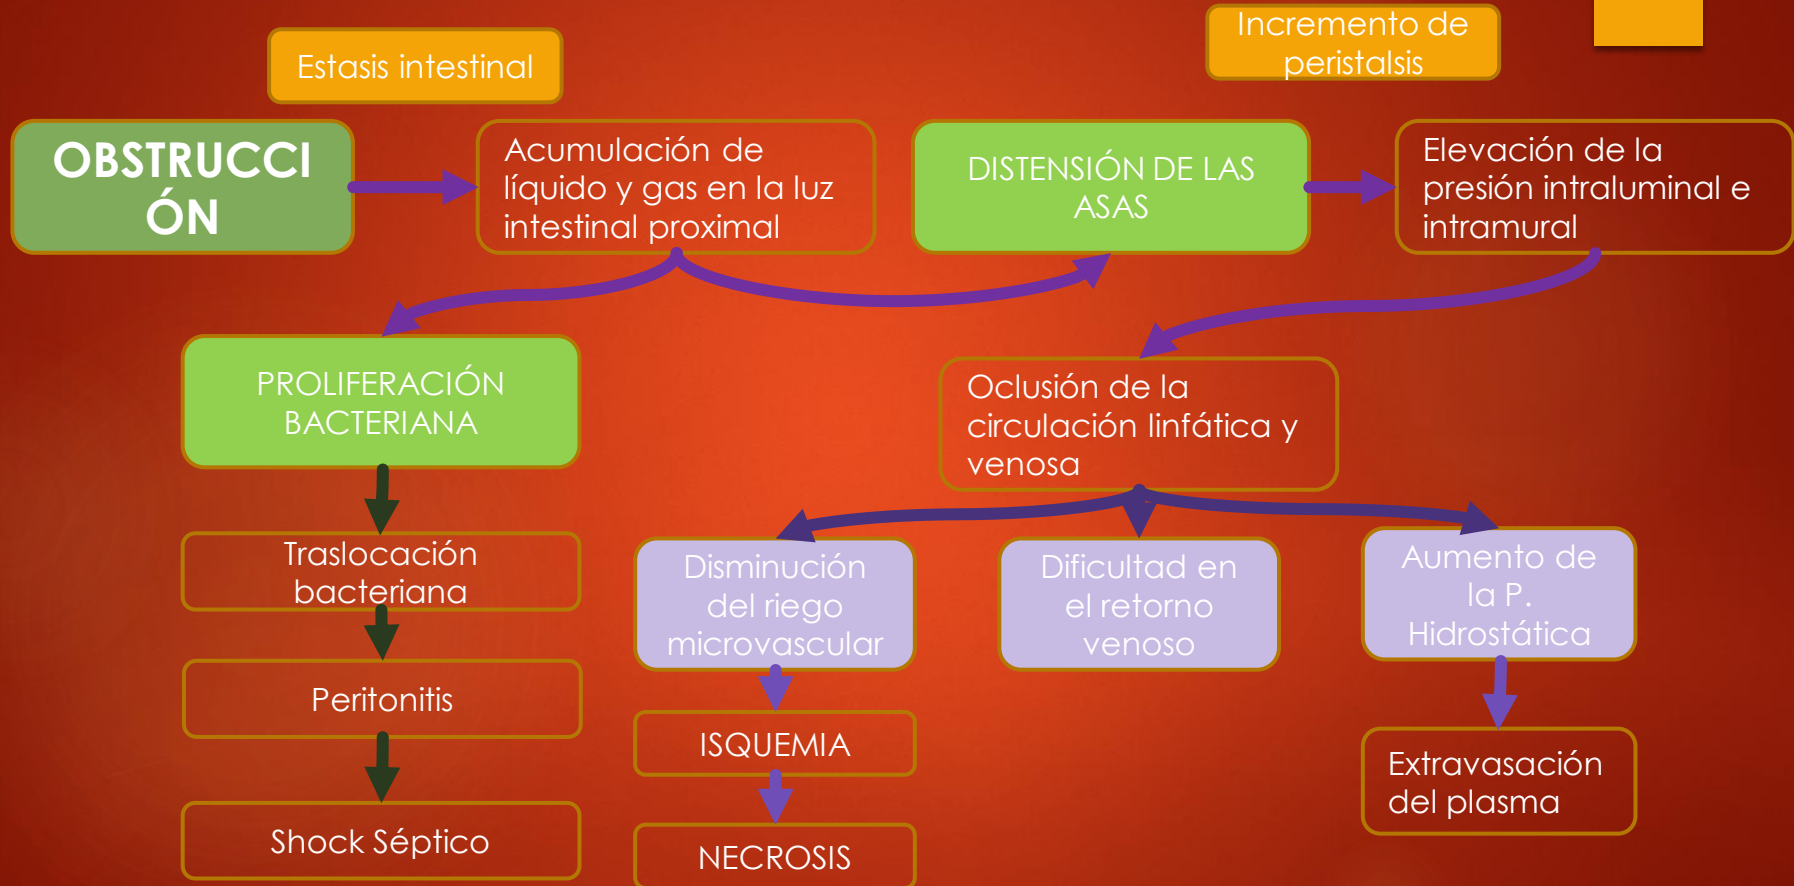 Estasis intestinal
Incremento de
peristalsis
OBSTRUCCI
ÓN
Acumulación de
líquido y gas en la luz
intestinal proximal
DISTENSIÓN DE LAS
ASAS
Elevación de la
presión intraluminal e
intramural
PROLIFERACIÓN
BACTERIANA
Oclusión de la
circulación linfática y
venosa
Traslocación
bacteriana
Disminución
del riego
microvascular
Dificultad en
el retorno
venoso
Aumento de
la P.
Hidrostática
Peritonitis
ISQUEMIA
Extravasación
del plasma
Shock Séptico
NECROSIS